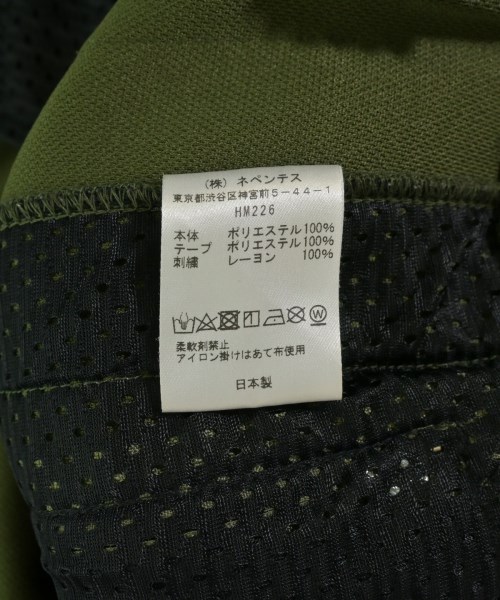 (株) ネペンテス
東京都渋谷区神宮前5-44-1
HM226
本体 ポリエステル100%
テープ ポリエステル100%
刺繍 レーヨン 100%
柔軟剤禁止
アイロン掛けはあて布使用
日本製